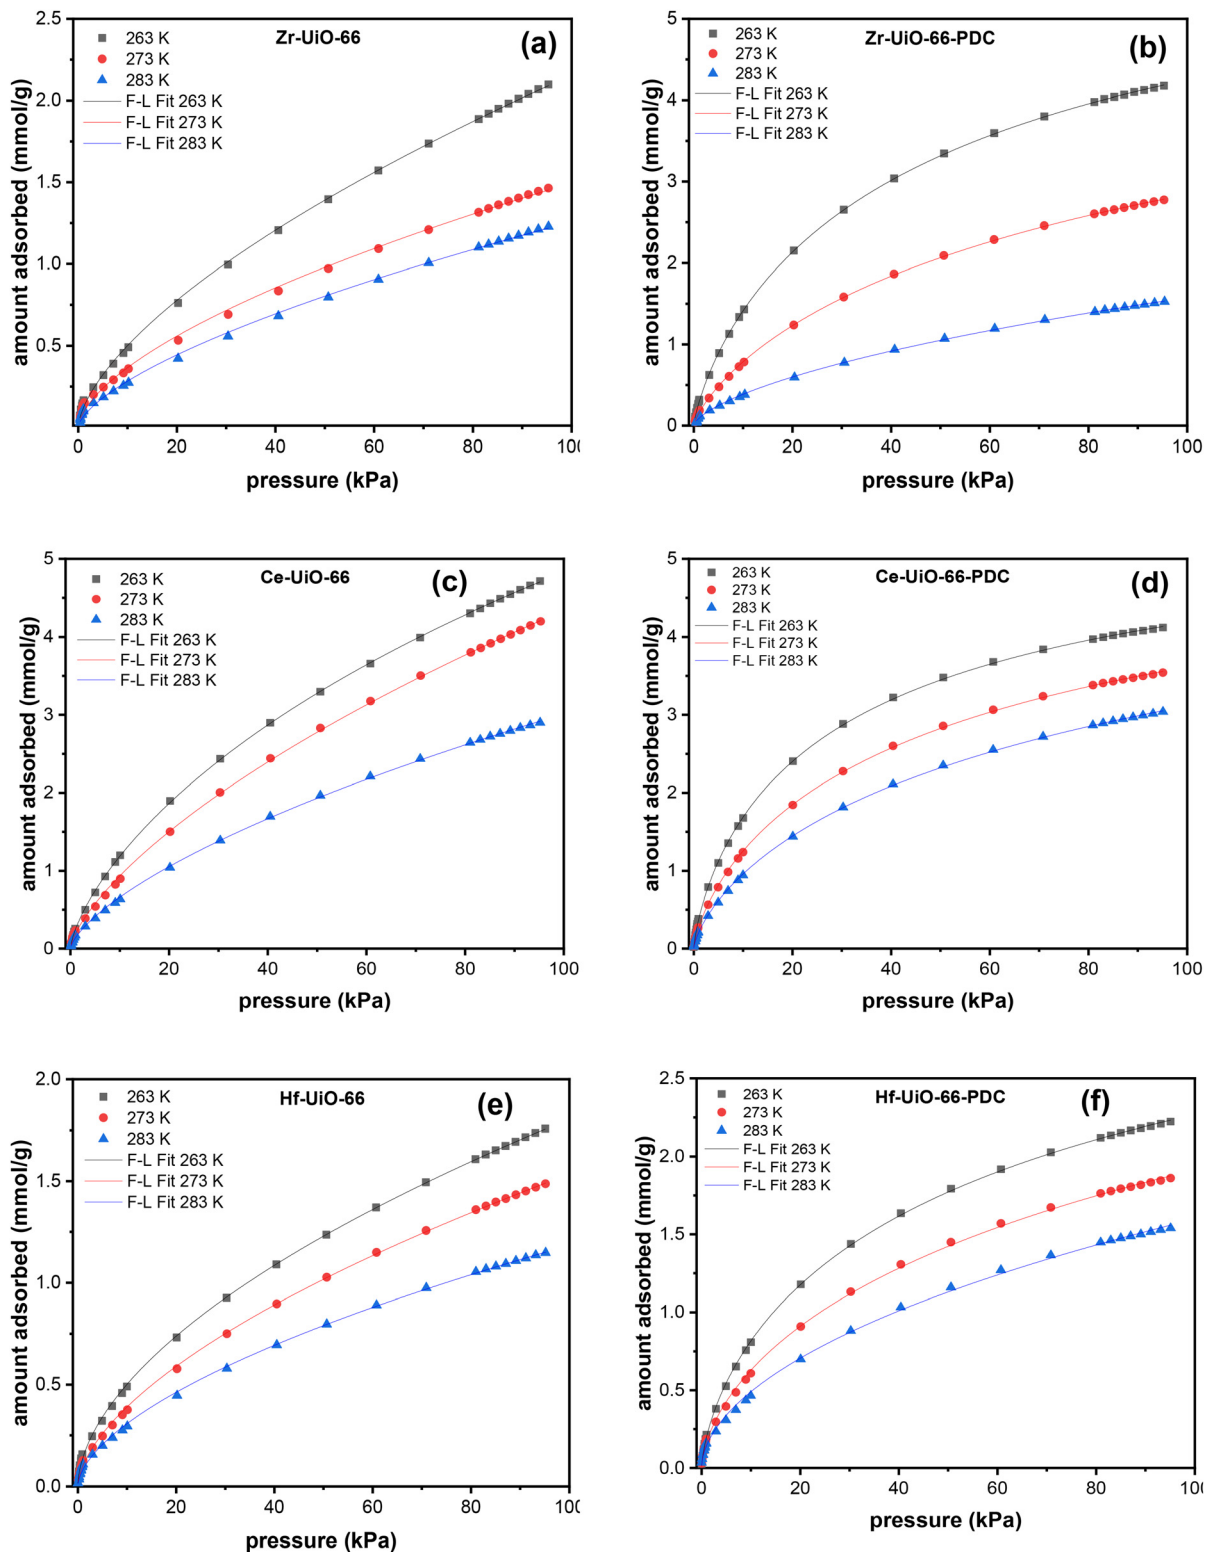 Zr-UiO-66
(a)
263 K
273 K
283 K
F-L Fit 263 K
F-L Fit 273 K
F-L Fit 283 K
amount adsorbed (mmol/g)
2.5
2.0
1.5
1.0
0.5
0 20 40 60 80 100
pressure (kPa)
Zr-UiO-66-PDC
(b)
263 K
273 K
283 K
F-L Fit 263 K
F-L Fit 273 K
F-L Fit 283 K
amount adsorbed (mmol/g)
5
4
3
2
1
0
0 20 40 60 80 100
pressure (kPa)
Ce-UiO-66
(c)
263 K
273 K
283 K
F-L Fit 263 K
F-L Fit 273 K
F-L Fit 283 K
amount adsorbed (mmol/g)
5
4
3
2
1
0
0 20 40 60 80 100
pressure (kPa)
Ce-UiO-66-PDC
(d)
263 K
273 K
283 K
F-L Fit 263 K
F-L Fit 273 K
F-L Fit 283 K
amount adsorbed (mmol/g)
5
4
3
2
1
0
0 20 40 60 80 100
pressure (kPa)
Hf-UiO-66
(e)
263 K
273 K
283 K
F-L Fit 263 K
F-L Fit 273 K
F-L Fit 283 K
amount adsorbed (mmol/g)
2.0
1.5
1.0
0.5
0.0
0 20 40 60 80 100
pressure (kPa)
Hf-UiO-66-PDC
(f)
263 K
273 K
283 K
F-L Fit 263 K
F-L Fit 273 K
F-L Fit 283 K
amount adsorbed (mmol/g)
2.5
2.0
1.5
1.0
0.5
0.0
0 20 40 60 80 100
pressure (kPa)